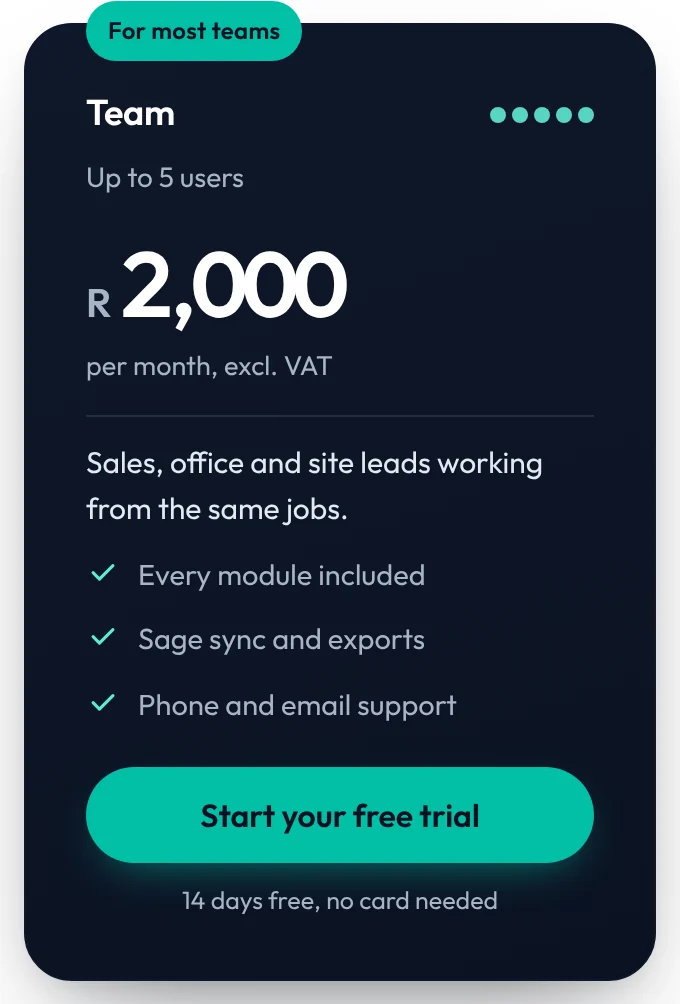 For most teams
Team
Up to 5 users
R 2,000
per month, excl. VAT
Sales, office and site leads working
from the same jobs.
Every module included
Sage sync and exports
Phone and email support
Start your free trial
14 days free, no card needed